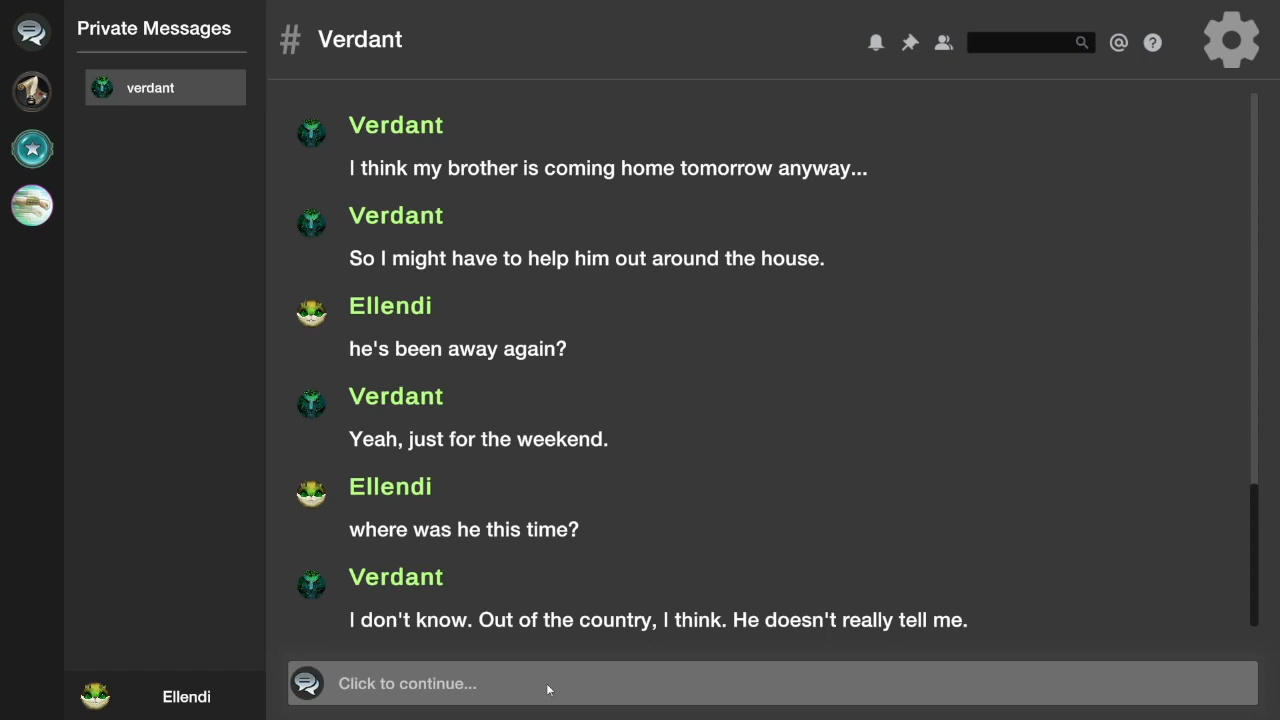 Private Messages
verdant
# Verdant
Verdant
I think my brother is coming home tomorrow anyway...
Verdant
So I might have to help him out around the house.
Ellendi
he's been away again?
Verdant
Yeah, just for the weekend.
Ellendi
where was he this time?
Verdant
I don't know. Out of the country, I think. He doesn't really tell me.
Click to continue...
Ellendi